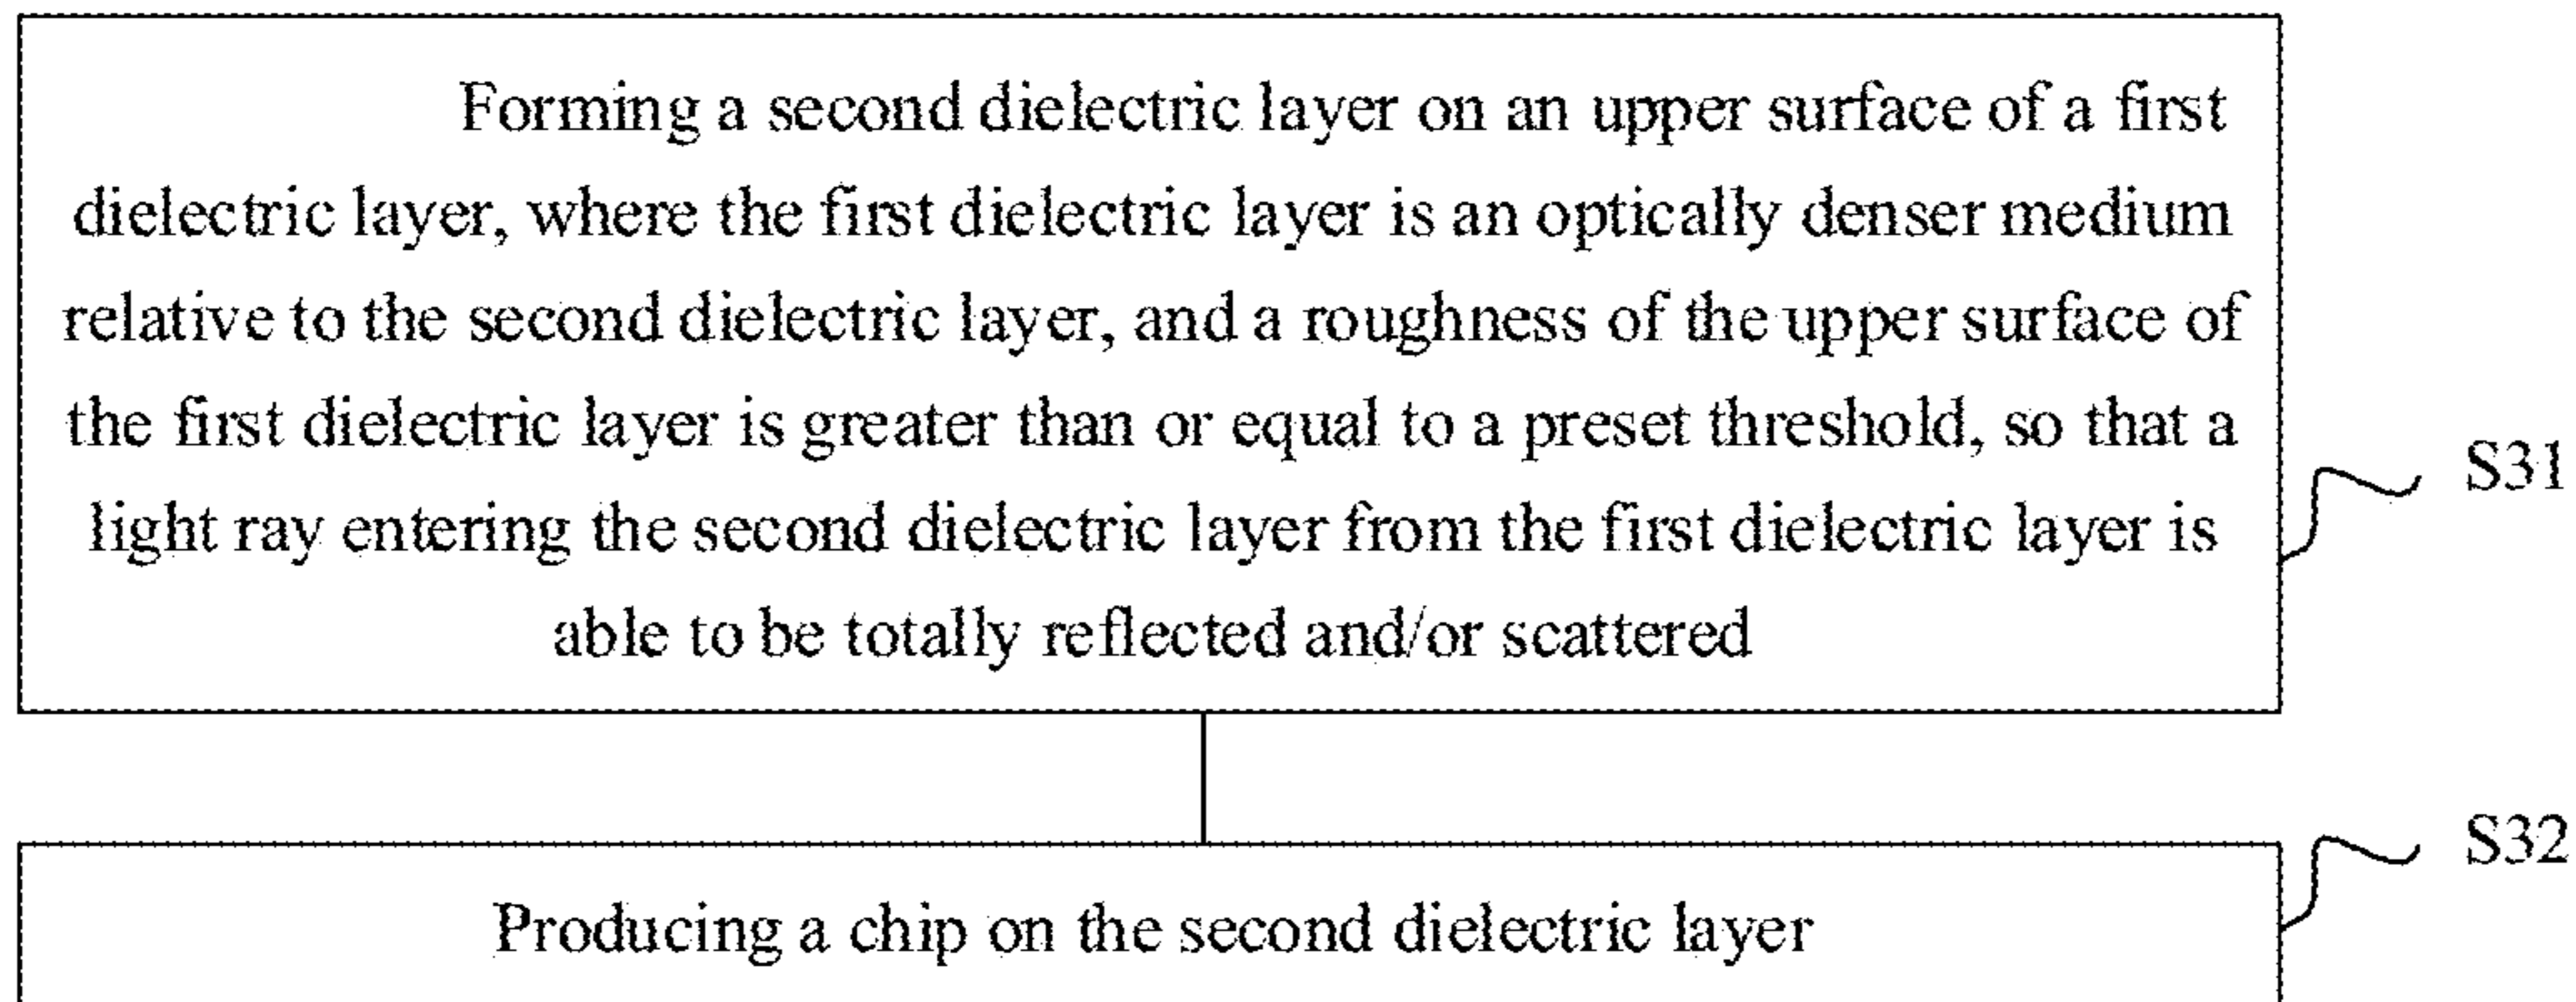 Forming a second dielectric layer on an upper surface of a first
dielectric layer, where the first dielectric layer is an optically denser medium
relative to the second dielectric layer, and a roughness of the upper surface of
the first dielectric layer is greater than or equal to a preset threshold, so that a
light ray entering the second dielectric layer from the first dielectric layer is
able to be totally reflected and/or scattered
S31
S32
Producing a chip on the second dielectric layer